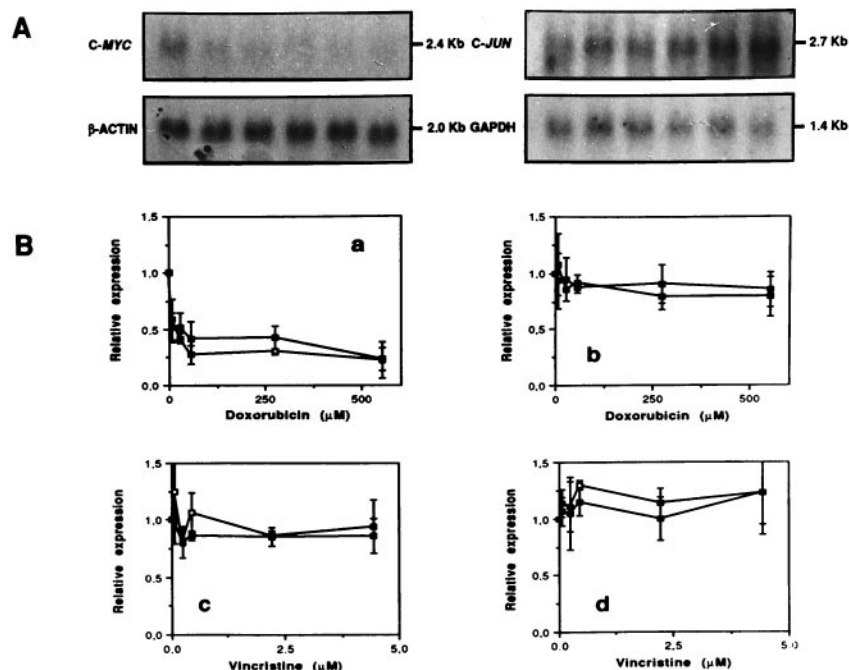 A
C-MYC
2.4 Kb
C-JUN
2.7 Kb
β-ACTIN
2.0 Kb
GAPDH
1.4 Kb
B
Relative expression
1.5
1.0
0.5
0.0
a
0
250
500
Doxorubicin (μM)
Relative expression
1.5
1.0
0.5
0.0
b
0
250
500
Doxorubicin (μM)
Relative expression
1.5
1.0
0.5
0.0
c
0.0
2.5
5.0
Vincristine (μM)
Relative expression
1.5
1.0
0.5
0.0
d
0.0
2.5
5.0
Vincristine (μM)